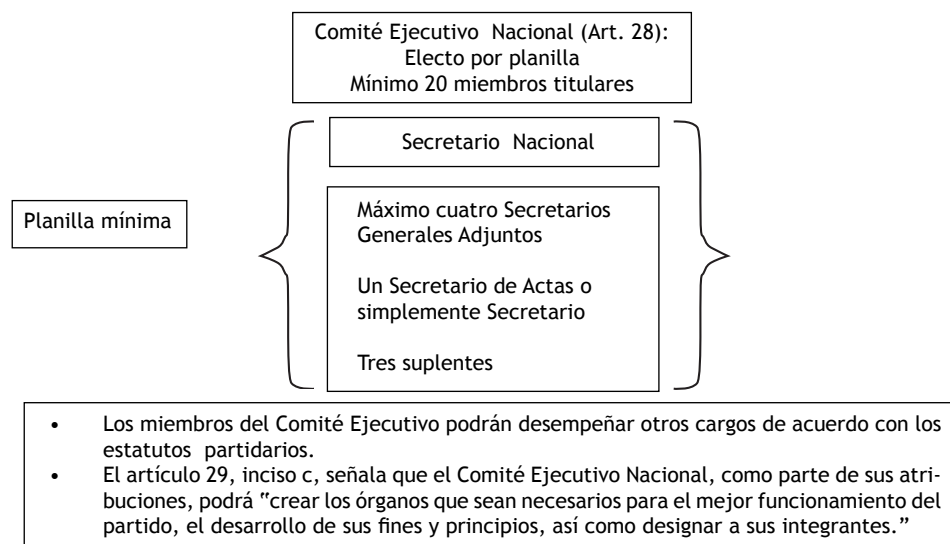 Comité Ejecutivo Nacional (Art. 28):
Electo por planilla
Mínimo 20 miembros titulares
Secretario Nacional
Planilla mínima
Máximo cuatro Secretarios
Generales Adjuntos
Un Secretario de Actas o
simplemente Secretario
Tres suplentes
• Los miembros del Comité Ejecutivo podrán desempeñar otros cargos de acuerdo con los
estatutos partidarios.
• El artículo 29, inciso c, señala que el Comité Ejecutivo Nacional, como parte de sus atri-
buciones, podrá “crear los órganos que sean necesarios para el mejor funcionamiento del
partido, el desarrollo de sus fines y principios, así como designar a sus integrantes.”